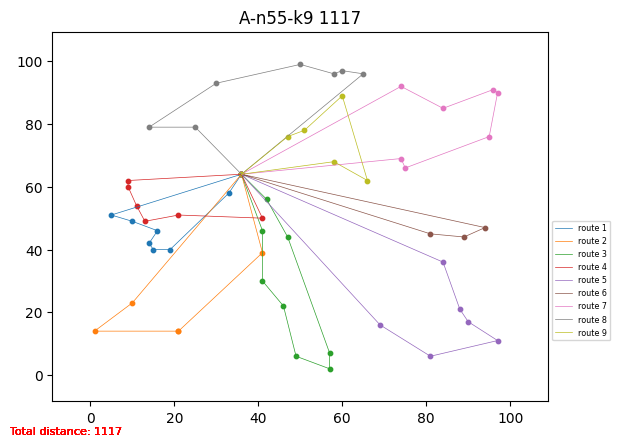 A-n55-k9 1117
100
80
60
40
20
0
0 20 40 60 80 100
route 1
route 2
route 3
route 4
route 5
route 6
route 7
route 8
route 9
Total distance: 1117